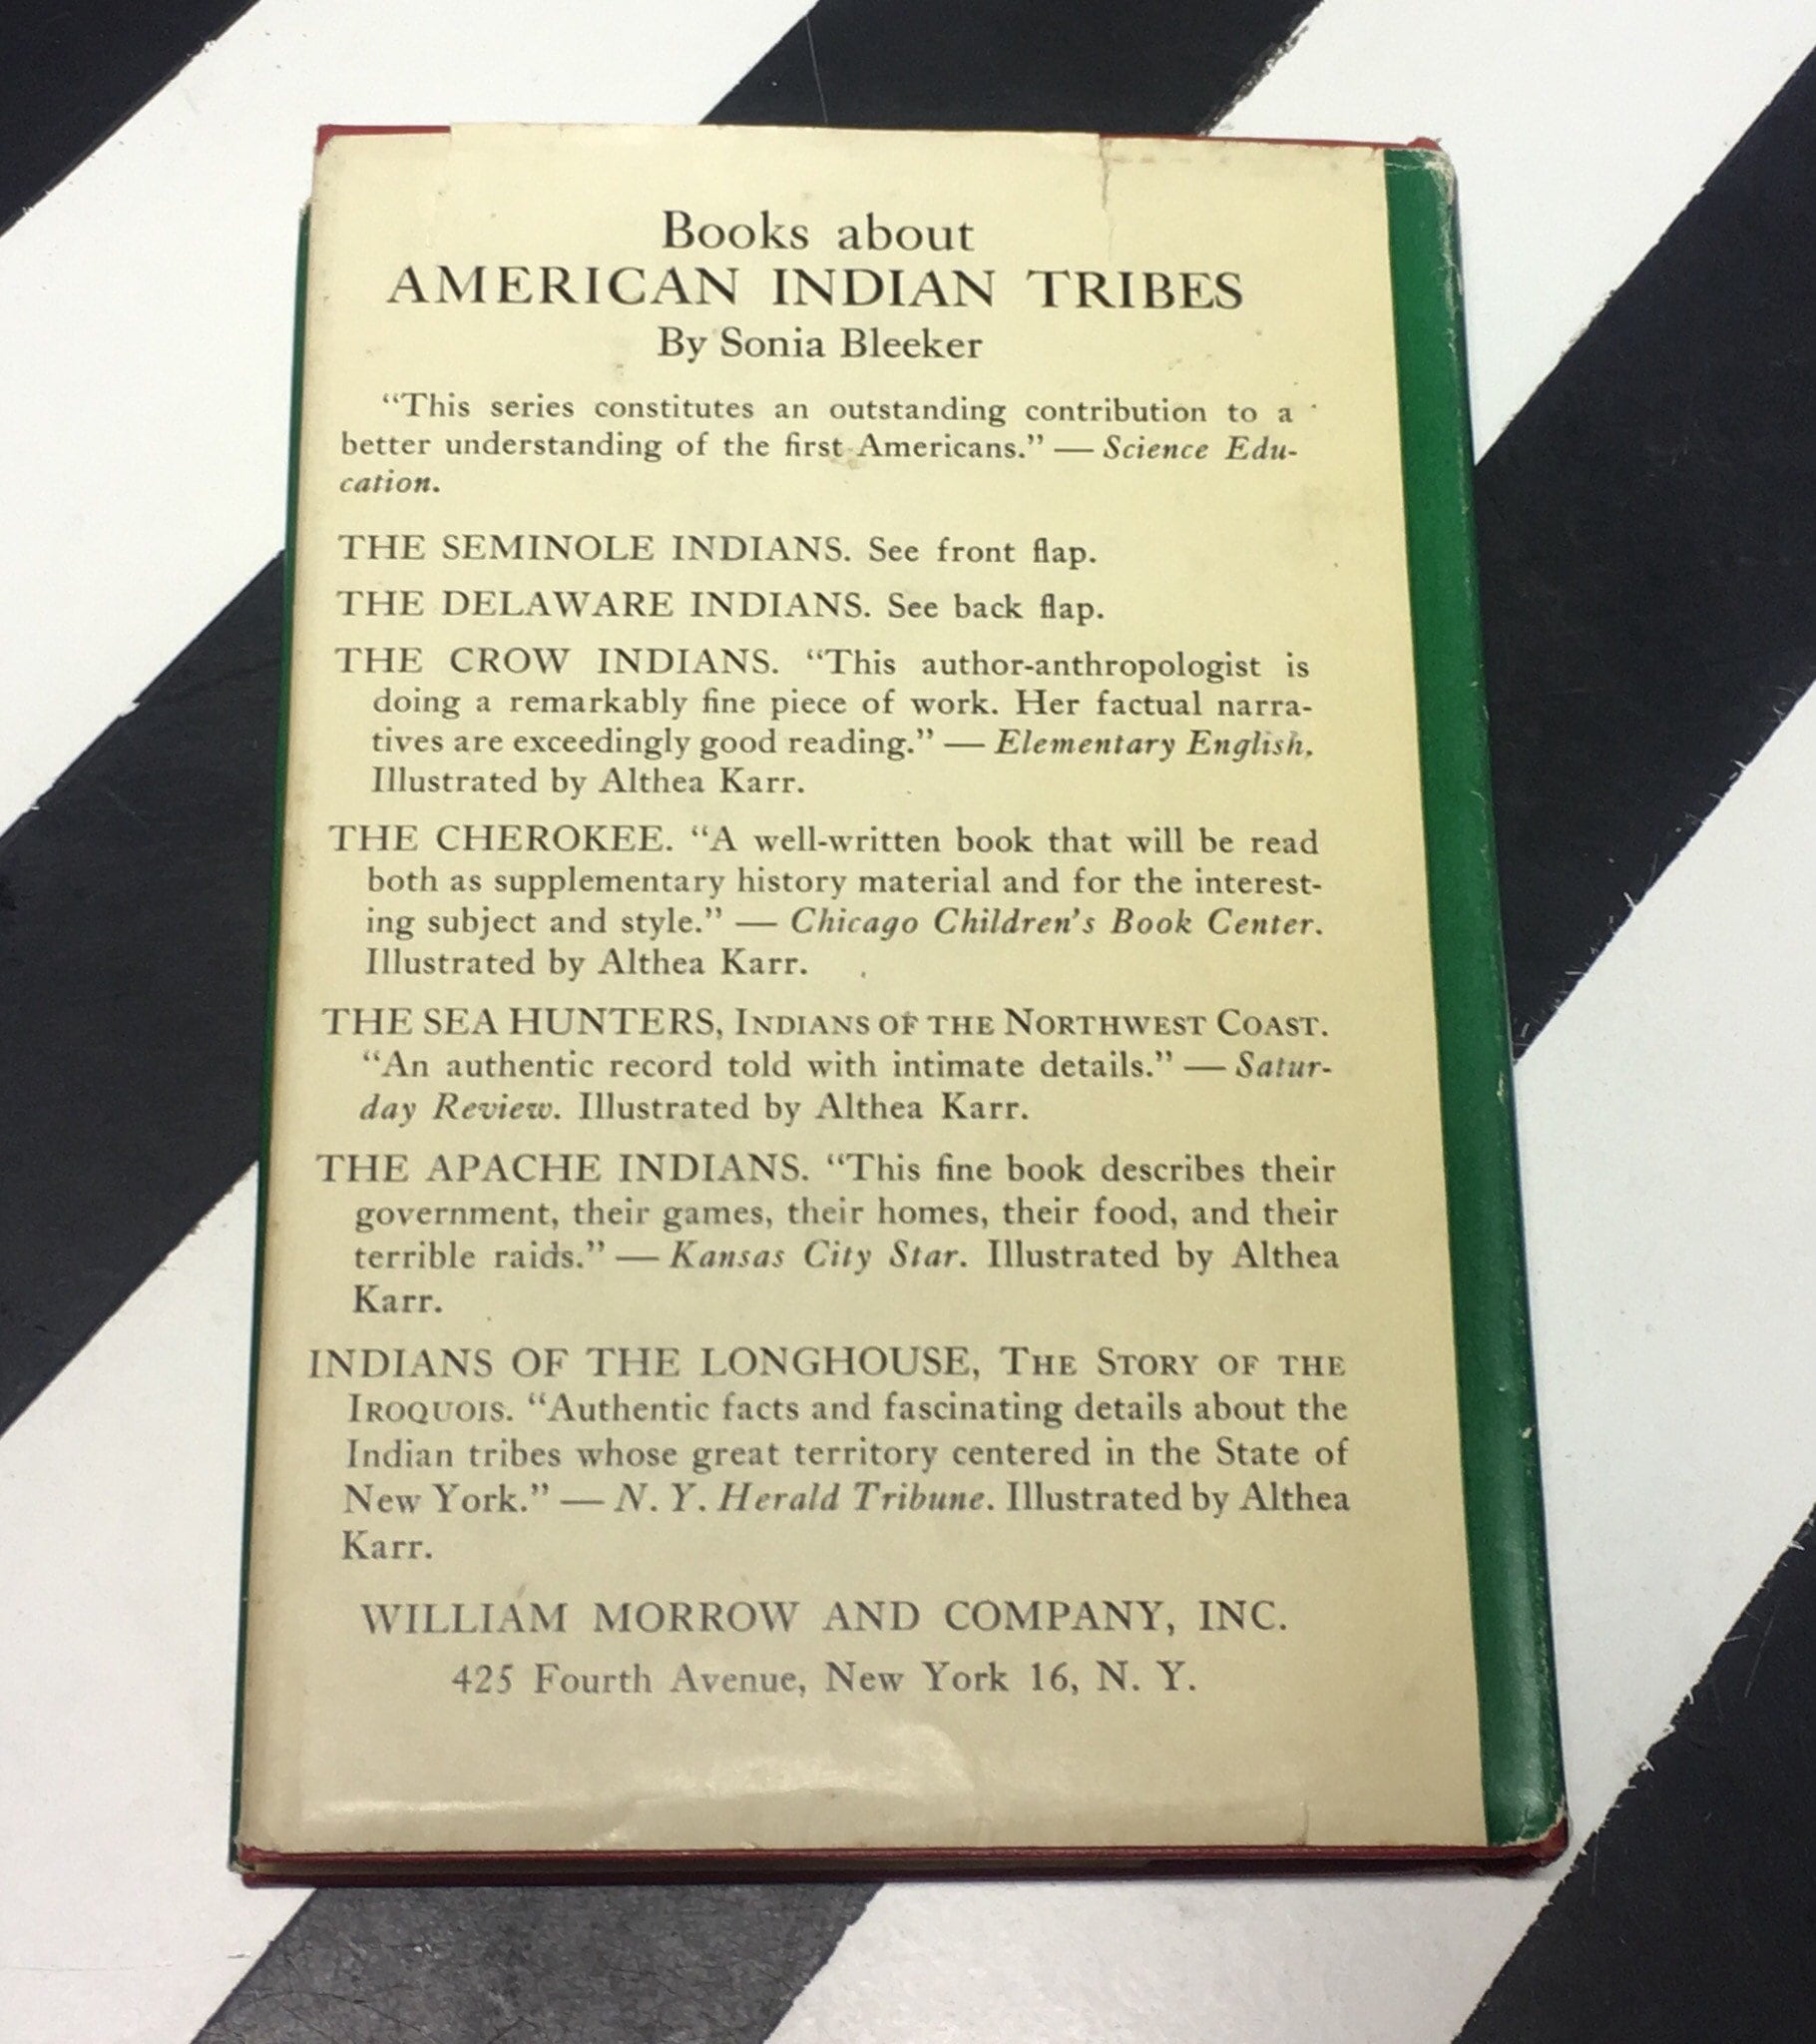 Books about
AMERICAN INDIAN TRIBES
By Sonia Bleeker
“This series constitutes an outstanding contribution to a
better understanding of the first Americans.” — Science Edu-
cation.
THE SEMINOLE INDIANS. See front flap.
THE DELAWARE INDIANS. See back flap.
THE CROW INDIANS. “This author-anthropologist is
doing a remarkably fine piece of work. Her factual narra-
tives are exceedingly good reading.” — Elementary English.
Illustrated by Althea Karr.
THE CHEROKEE. “A well-written book that will be read
both as supplementary history material and for the interest-
ing subject and style.” — Chicago Children’s Book Center.
Illustrated by Althea Karr.
THE SEA HUNTERS, INDIANS OF THE NORTHWEST COAST.
“An authentic record told with intimate details.” — Satur-
day Review. Illustrated by Althea Karr.
THE APACHE INDIANS. “This fine book describes their
government, their games, their homes, their food, and their
terrible raids.” — Kansas City Star. Illustrated by Althea
Karr.
INDIANS OF THE LONGHOUSE, THE STORY OF THE
IROQUOIS. “Authentic facts and fascinating details about the
Indian tribes whose great territory centered in the State of
New York.” — N. Y. Herald Tribune. Illustrated by Althea
Karr.
WILLIAM MORROW AND COMPANY, INC.
425 Fourth Avenue, New York 16, N. Y.